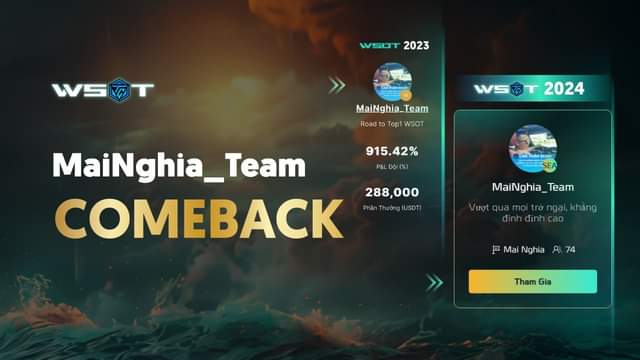 WSOT
MaiNghia_Team
COMEBACK
WSOT 2023
MaiNghia_Team
Road to Top1 WSOT
915.42%
P&L Đội (%)
288,000
Phần Thưởng (USDT)
WSOT 2024
SEA
MaiNghia_Team
Vượt qua mọi trở ngại, khẳng
định đỉnh cao
Mai Nghia 74
Tham Gia